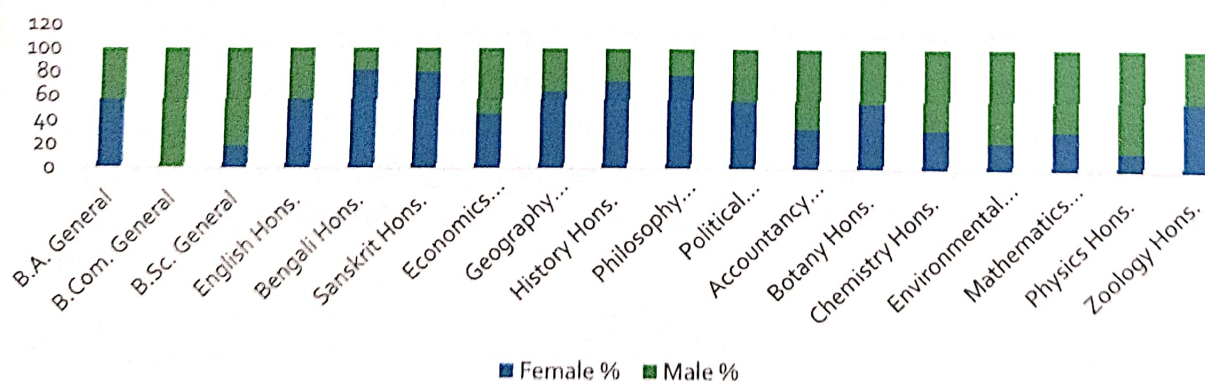 120
100
80
60
40
20
0
B.A. General
B.Com. General
B.Sc. General
English Hons.
Bengali Hons.
Sanskrit Hons.
Economics...
Geography...
History Hons.
Philosophy...
Political...
Accountancy...
Botany Hons.
Chemistry Hons.
Environmental...
Mathematics...
Physics Hons.
Zoology Hons.
Female % Male %